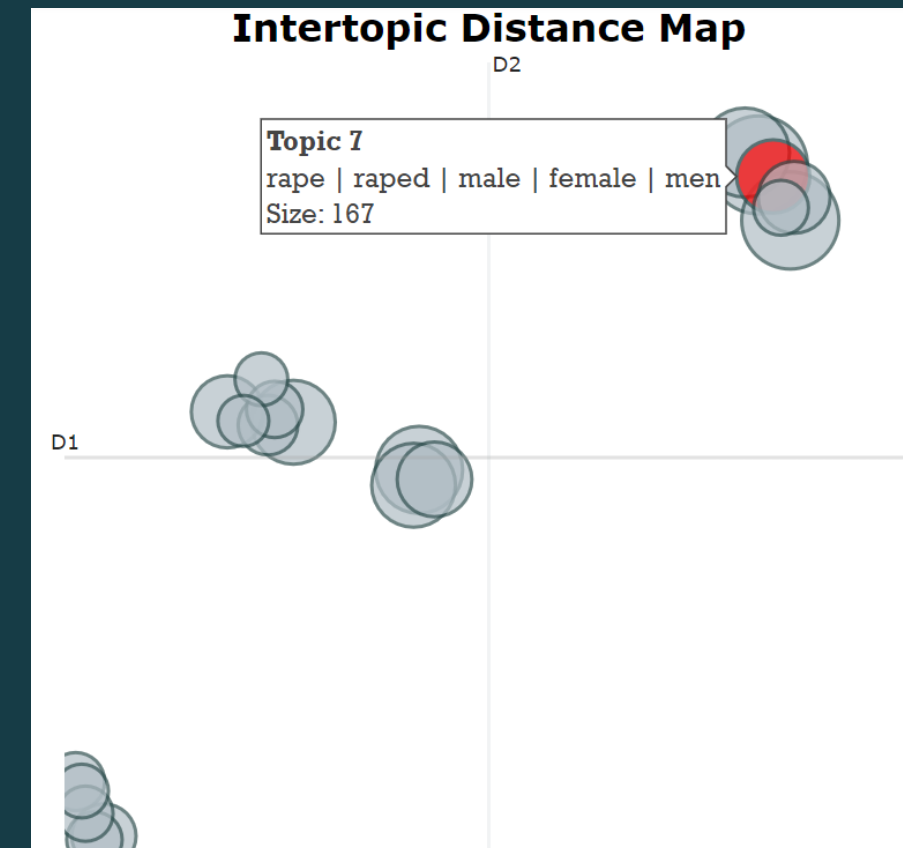 Intertopic Distance Map
D2
Topic 7
rape | raped | male | female | men
Size: 167
D1